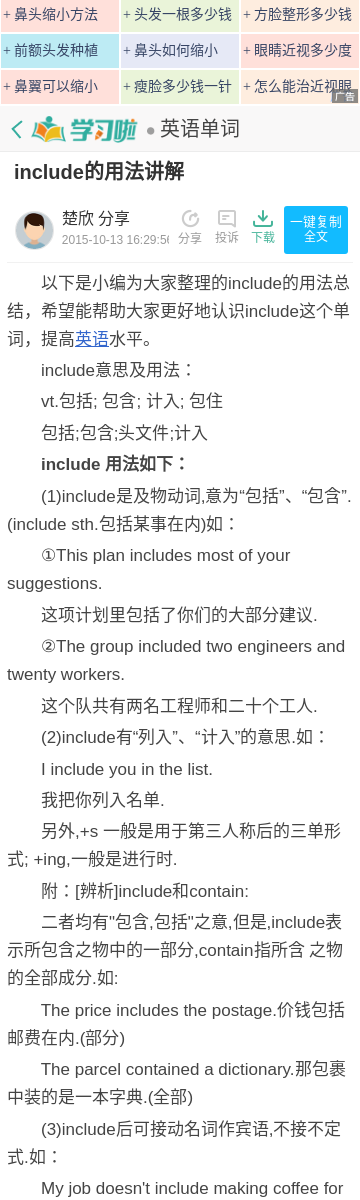 + 鼻头缩小方法
+ 头发一根多少钱
+ 方脸整形多少钱
+ 前额头发种植
+ 鼻头如何缩小
+ 眼睛近视多少度
+ 鼻翼可以缩小
+ 瘦脸多少钱一针
+ 怎么能治近视眼
广告
学习啦 ● 英语单词
include的用法讲解
楚欣 分享
2015-10-13 16:29:56
分享
投诉
下载
一键复制
全文
以下是小编为大家整理的include的用法总
结，希望能帮助大家更好地认识include这个单
词，提高英语水平。
include意思及用法：
vt.包括; 包含; 计入; 包住
包括;包含;头文件;计入
include 用法如下：
(1)include是及物动词,意为“包括”、“包含”.
(include sth.包括某事在内)如：
①This plan includes most of your
suggestions.
这项计划里包括了你们的大部分建议.
②The group included two engineers and
twenty workers.
这个队共有两名工程师和二十个工人.
(2)include有“列入”、“计入”的意思.如：
I include you in the list.
我把你列入名单.
另外,+s 一般是用于第三人称后的三单形
式; +ing,一般是进行时.
附：[辨析]include和contain:
二者均有"包含,包括"之意,但是,include表
示所包含之物中的一部分,contain指所含 之物
的全部成分.如:
The price includes the postage.价钱包括
邮费在内.(部分)
The parcel contained a dictionary.那包裹
中装的是一本字典.(全部)
(3)include后可接动名词作宾语,不接不定
式.如：
My job doesn't include making coffee for